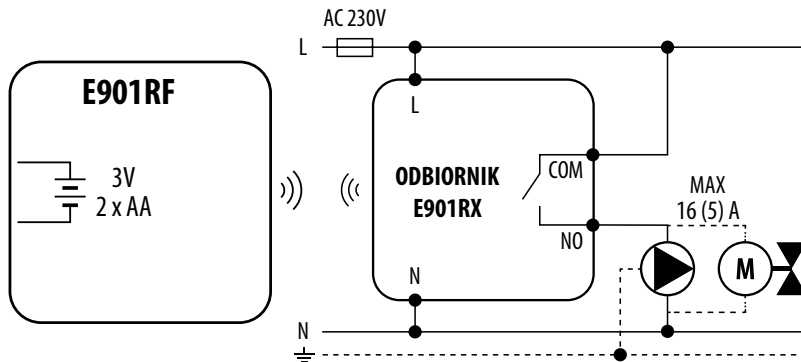 AC 230V
L
E901RF
3V
2 x AA
L
ODBIORNIK
E901RX
COM
NO
N
MAX
16 (5) A
M
N